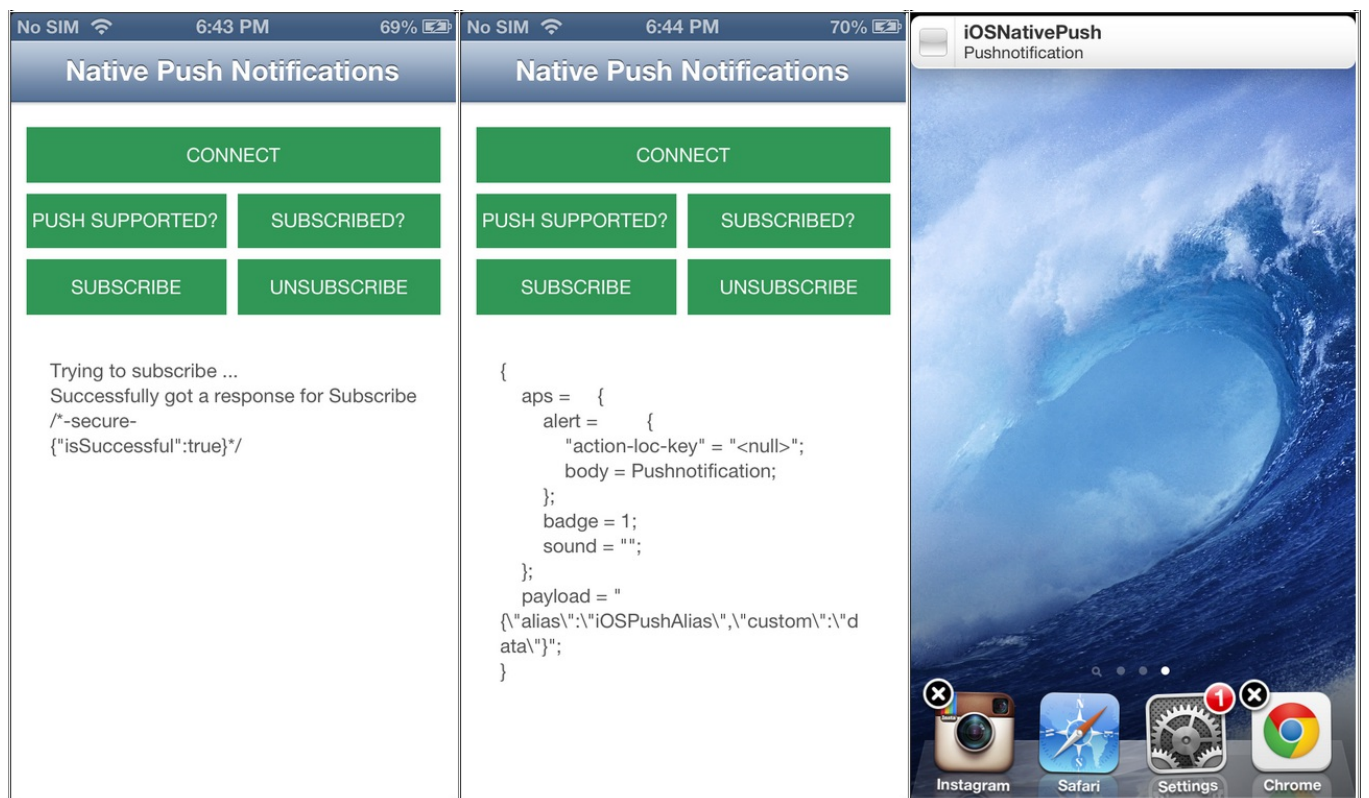 No SIM 6:43 PM 69%
Native Push Notifications
CONNECT
PUSH SUPPORTED? SUBSCRIBED?
SUBSCRIBE UNSUBSCRIBE
Trying to subscribe ...
Successfully got a response for Subscribe
/*-secure-
{"isSuccessful":true}*/
No SIM 6:44 PM 70%
Native Push Notifications
CONNECT
PUSH SUPPORTED? SUBSCRIBED?
SUBSCRIBE UNSUBSCRIBE
{
aps = {
alert = {
"action-loc-key" = "<null>";
body = Pushnotification;
};
badge = 1;
sound = "";
};
payload = "
{\"alias\":\"iOSPushAlias\",\"custom\":\"d
ata\"}";
}
iOSNativePush
Pushnotification
1
Instagram Safari Settings Chrome